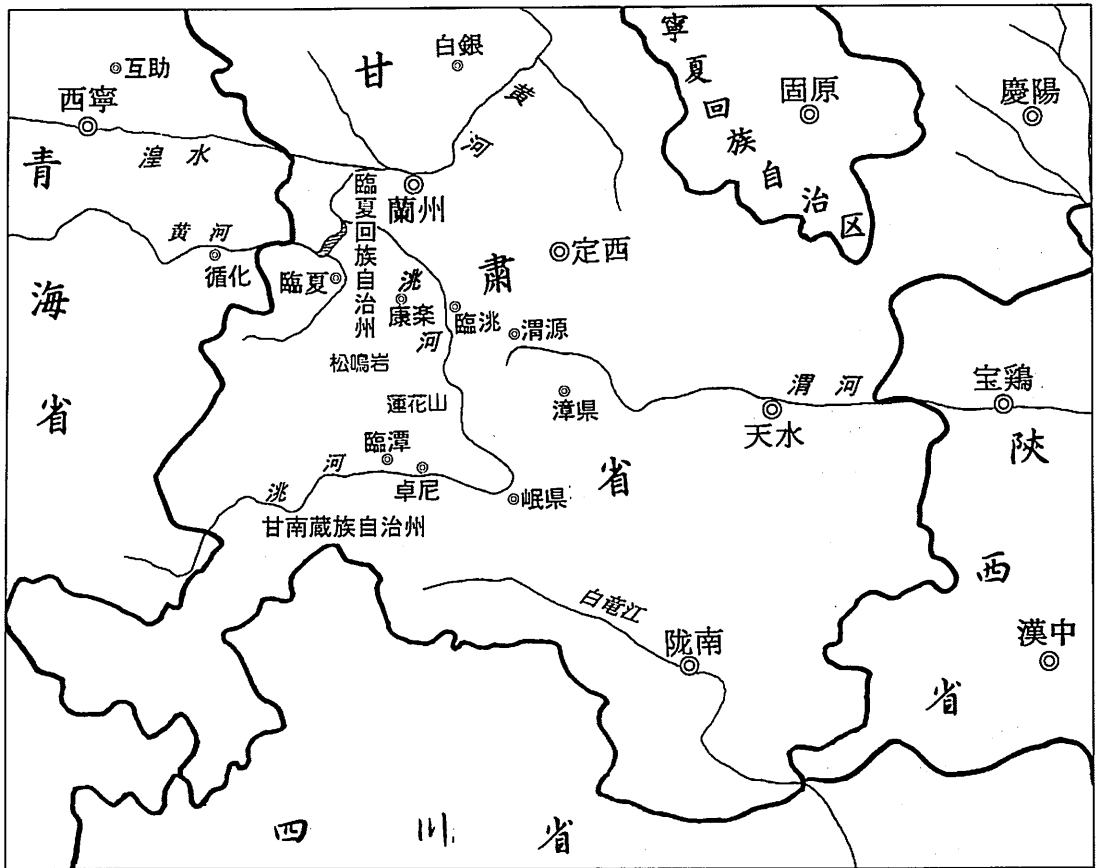 互助
西寧
湟水
青海省
黄河
循化
甘肅省
白銀
黄河
蘭州
臨夏回族自治州
臨夏
定西
洮河
康楽
臨洮
渭源
松鳴岩
蓮花山
漳県
臨潭
卓尼
洮河
岷県
甘南蔵族自治州
寧夏回族自治区
固原
慶陽
渭河
天水
宝鶏
陝西省
漢中
白竜江
陇南
四川省